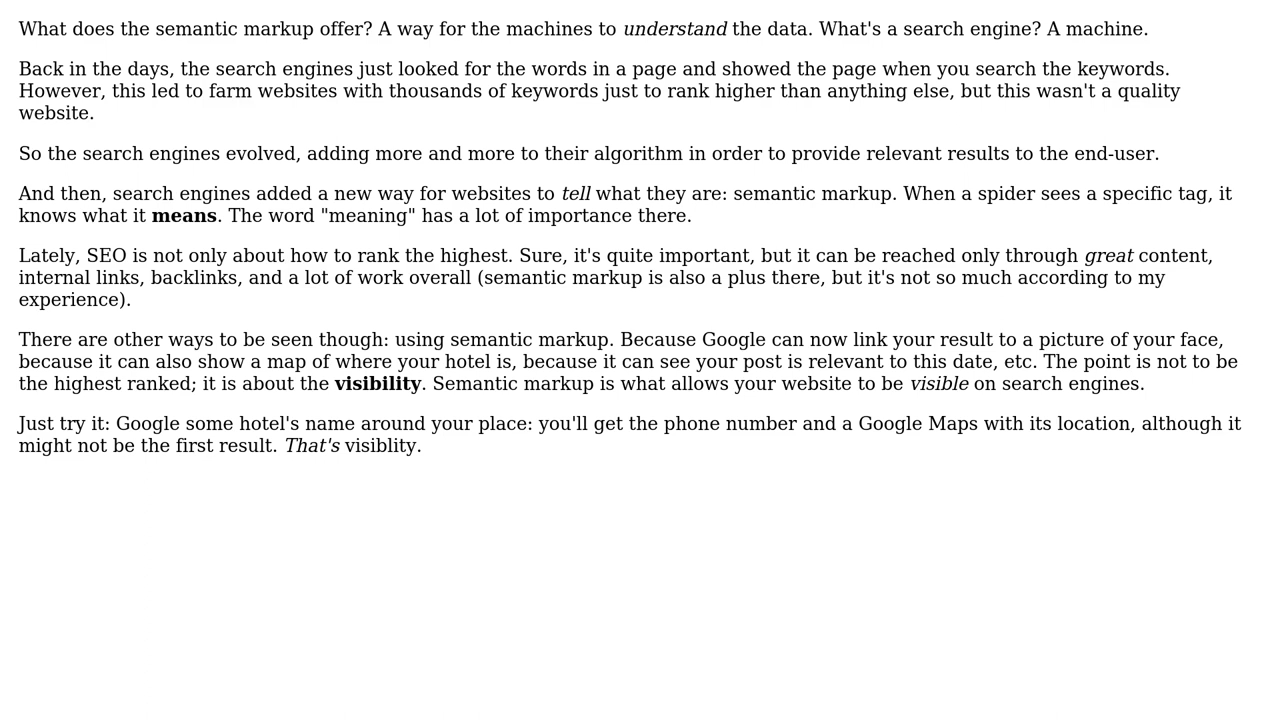 What does the semantic markup offer? A way for the machines to understand the data. What's a search engine? A machine.
Back in the days, the search engines just looked for the words in a page and showed the page when you search the keywords.
However, this led to farm websites with thousands of keywords just to rank higher than anything else, but this wasn't a quality
website.
So the search engines evolved, adding more and more to their algorithm in order to provide relevant results to the end-user.
And then, search engines added a new way for websites to tell what they are: semantic markup. When a spider sees a specific tag, it
knows what it means. The word "meaning" has a lot of importance there.
Lately, SEO is not only about how to rank the highest. Sure, it's quite important, but it can be reached only through great content,
internal links, backlinks, and a lot of work overall (semantic markup is also a plus there, but it's not so much according to my
experience).
There are other ways to be seen though: using semantic markup. Because Google can now link your result to a picture of your face,
because it can also show a map of where your hotel is, because it can see your post is relevant to this date, etc. The point is not to be
the highest ranked; it is about the visibility. Semantic markup is what allows your website to be visible on search engines.
Just try it: Google some hotel's name around your place: you'll get the phone number and a Google Maps with its location, although it
might not be the first result. That's visiblity.